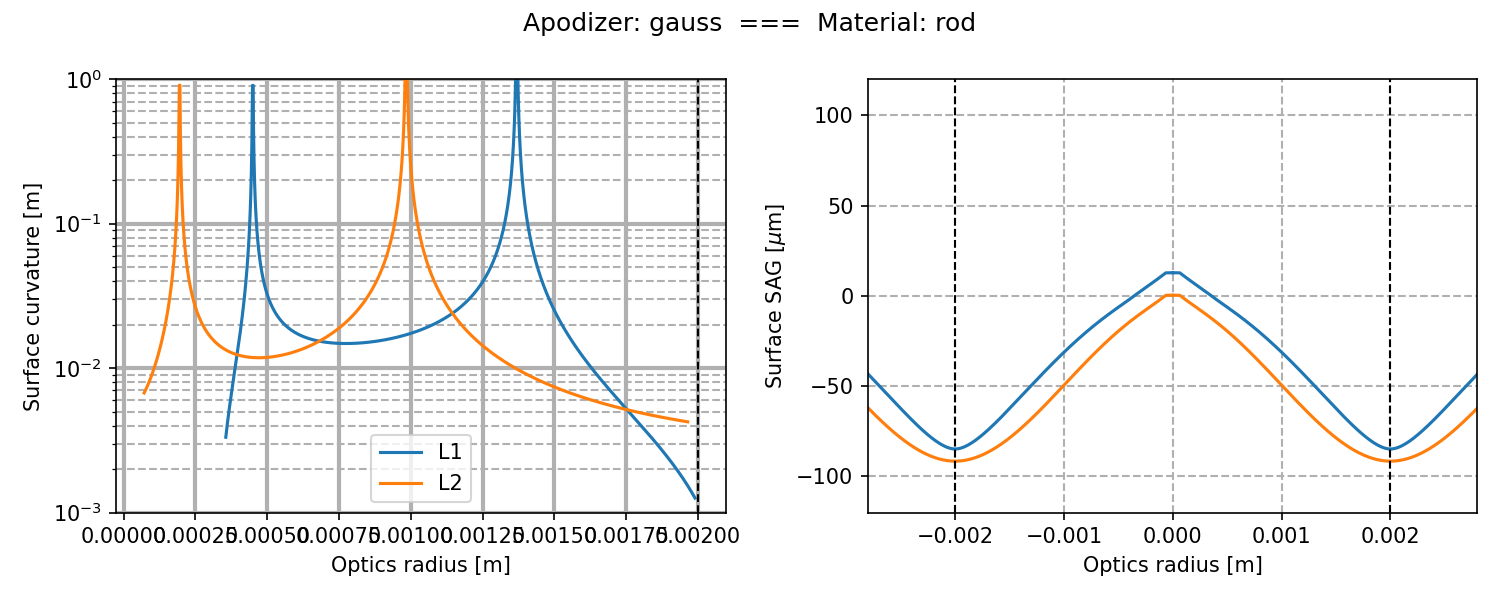 Apodizer: gauss === Material: rod
Surface curvature [m]
10⁰
10⁻¹
10⁻²
10⁻³
L1
L2
0.00000 0.00025 0.00050 0.00075 0.00100 0.00125 0.00150 0.00175 0.00200
Optics radius [m]
Surface SAG [μm]
100
50
0
−50
−100
−0.002 −0.001 0.000 0.001 0.002
Optics radius [m]